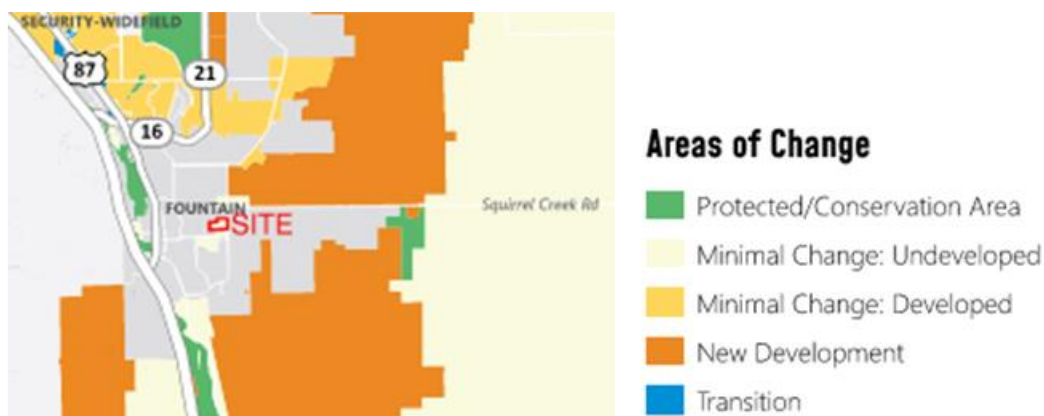 SECURITY-WIDEFIELD
87
21
16
FOUNTAIN
SITE
Squirrel Creek Rd
Areas of Change
Protected/Conservation Area
Minimal Change: Undeveloped
Minimal Change: Developed
New Development
Transition